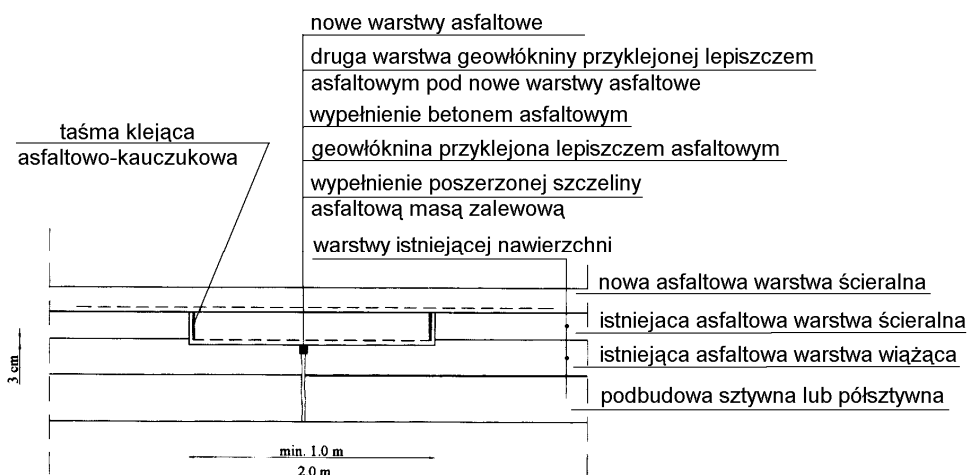 nowe warstwy asfaltowe
druga warstwa geowłókniny przyklejonej lepiszczem
asfaltowym pod nowe warstwy asfaltowe
wypełnienie betonem asfaltowym
taśma klejąca
asfaltowo-kauczukowa
geowłóknina przyklejona lepiszczem asfaltowym
wypełnienie poszerzonej szczeliny
asfaltową masą zalewową
warstwy istniejącej nawierzchni
nowa asfaltowa warstwa ścieralna
istniejaca asfaltowa warstwa ścieralna
istniejąca asfaltowa warstwa wiążąca
podbudowa sztywna lub półsztywna
3 cm
min. 1.0 m
2.0 m